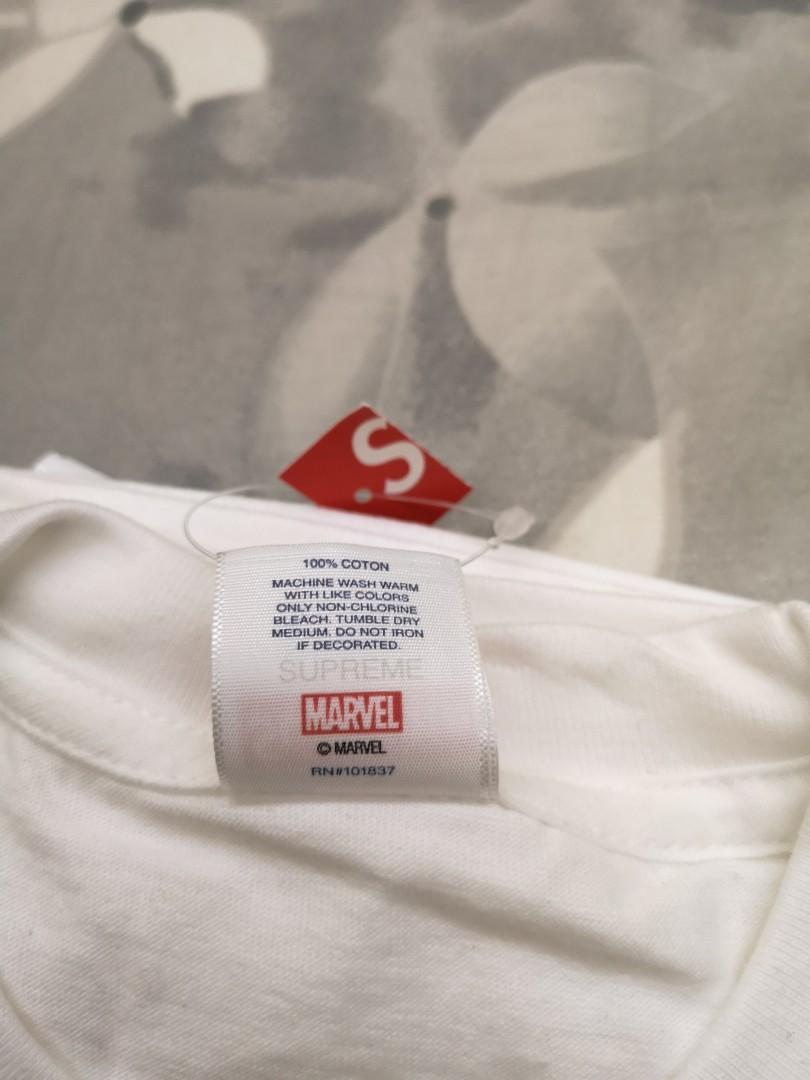 S
100% COTON
MACHINE WASH WARM
WITH LIKE COLORS
ONLY NON-CHLORINE
BLEACH. TUMBLE DRY
MEDIUM. DO NOT IRON
IF DECORATED.
SUPREME
MARVEL
© MARVEL
RN#101837